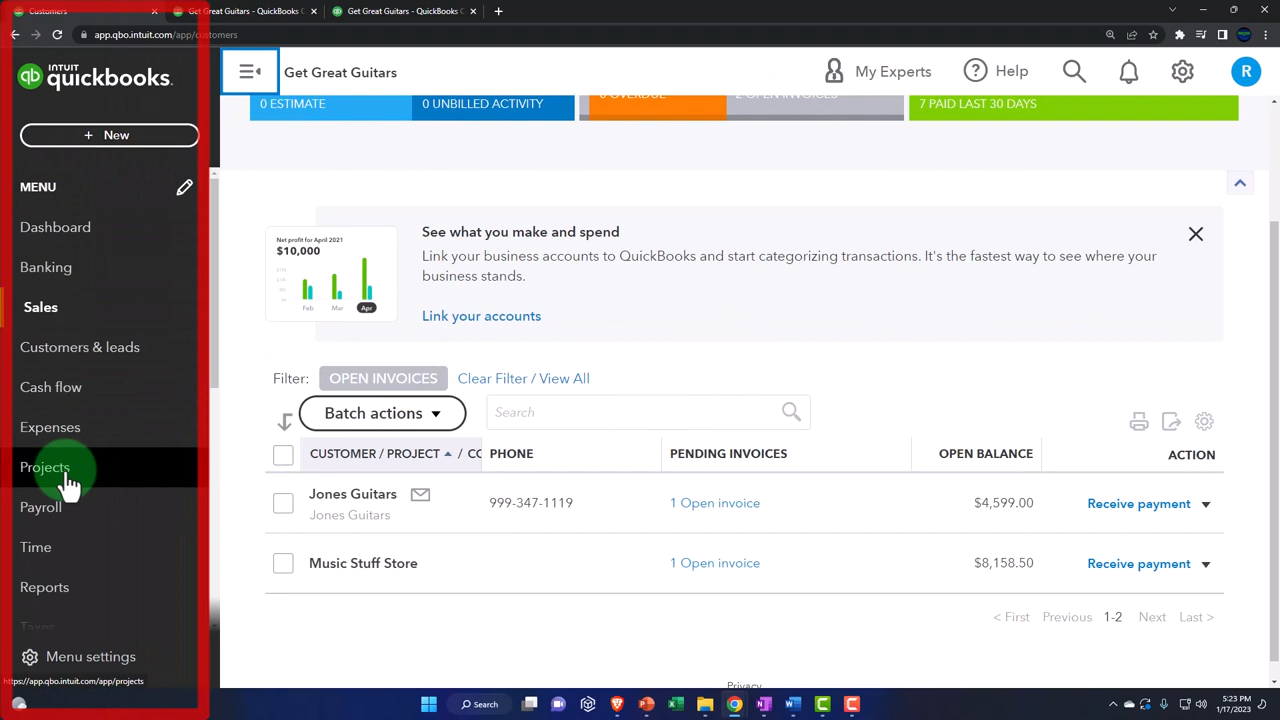 Customers
Get Great Guitars - QuickBooks C
Get Great Guitars - QuickBooks C
app.qbo.intuit.com/app/customers
INTUIT
quickbooks.
Get Great Guitars
My Experts
Help
R
+ New
0 ESTIMATE
0 UNBILLED ACTIVITY
0 OVERDUE
2 OPEN INVOICES
7 PAID LAST 30 DAYS
MENU
Dashboard
Banking
Sales
Customers & leads
Cash flow
Expenses
Projects
Payroll
Time
Reports
Taxes
Menu settings
https://app.qbo.intuit.com/app/projects
Net profit for April 2021
$10,000
Feb Mar Apr
See what you make and spend
Link your business accounts to QuickBooks and start categorizing transactions. It's the fastest way to see where your
business stands.
Link your accounts
Filter: OPEN INVOICES Clear Filter / View All
Batch actions
Search
CUSTOMER / PROJECT / CO PHONE PENDING INVOICES OPEN BALANCE ACTION
Jones Guitars 999-347-1119 1 Open invoice $4,599.00 Receive payment
Jones Guitars
Music Stuff Store 1 Open invoice $8,158.50 Receive payment
< First Previous 1-2 Next Last >
Privacy
Search
5:23 PM
1/17/2023